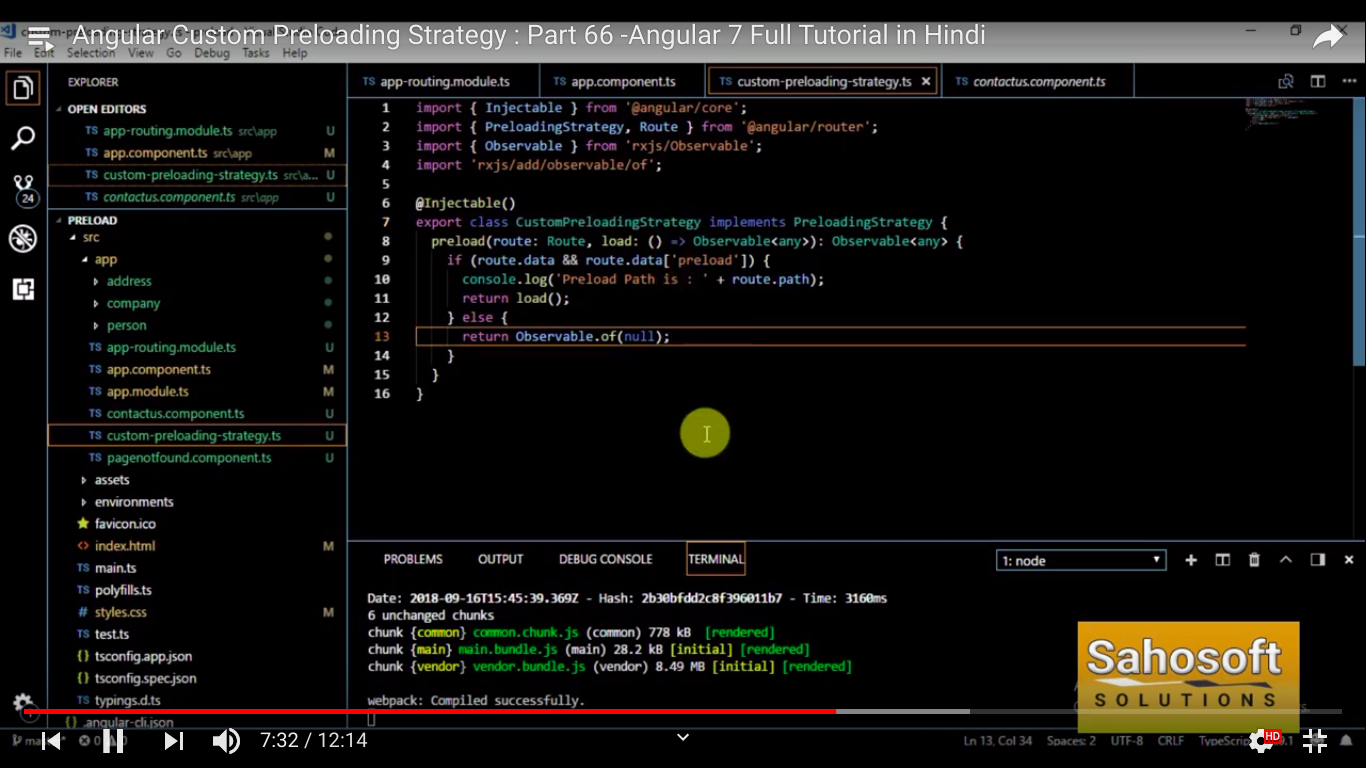 Angular Custom Preloading Strategy : Part 66 -Angular 7 Full Tutorial in Hindi
File Edit Selection View Go Debug Tasks Help
EXPLORER
OPEN EDITORS
TS app-routing.module.ts src\app U
TS app.component.ts src\app M
TS custom-preloading-strategy.ts src\a... U
TS contactus.component.ts src\app U
24
PRELOAD
src
app
address
company
person
TS app-routing.module.ts U
TS app.component.ts M
TS app.module.ts M
TS contactus.component.ts U
TS custom-preloading-strategy.ts U
TS pagenotfound.component.ts U
assets
environments
favicon.ico
<> index.html M
TS main.ts
TS polyfills.ts
# styles.css M
TS test.ts
{} tsconfig.app.json
{} tsconfig.spec.json
TS typings.d.ts
{} .angular-cli.json
TS app-routing.module.ts TS app.component.ts TS custom-preloading-strategy.ts × TS contactus.component.ts
1 import { Injectable } from '@angular/core';
2 import { PreloadingStrategy, Route } from '@angular/router';
3 import { Observable } from 'rxjs/Observable';
4 import 'rxjs/add/observable/of';
5
6 @Injectable()
7 export class CustomPreloadingStrategy implements PreloadingStrategy {
8 preload(route: Route, load: () => Observable<any>): Observable<any> {
9 if (route.data && route.data['preload']) {
10 console.log('Preload Path is : ' + route.path);
11 return load();
12 } else {
13 return Observable.of(null);
14 }
15 }
16 }
PROBLEMS OUTPUT DEBUG CONSOLE TERMINAL 1: node
Date: 2018-09-16T15:45:39.369Z - Hash: 2b30bfdd2c8f396011b7 - Time: 3160ms
6 unchanged chunks
chunk {common} common.chunk.js (common) 778 kB [rendered]
chunk {main} main.bundle.js (main) 28.2 kB [initial] [rendered]
chunk {vendor} vendor.bundle.js (vendor) 8.49 MB [initial] [rendered]
webpack: Compiled successfully.
Sahosoft
SOLUTIONS
7:32 / 12:14
Ln 13, Col 34 Spaces: 2 UTF-8 CRLF
HD